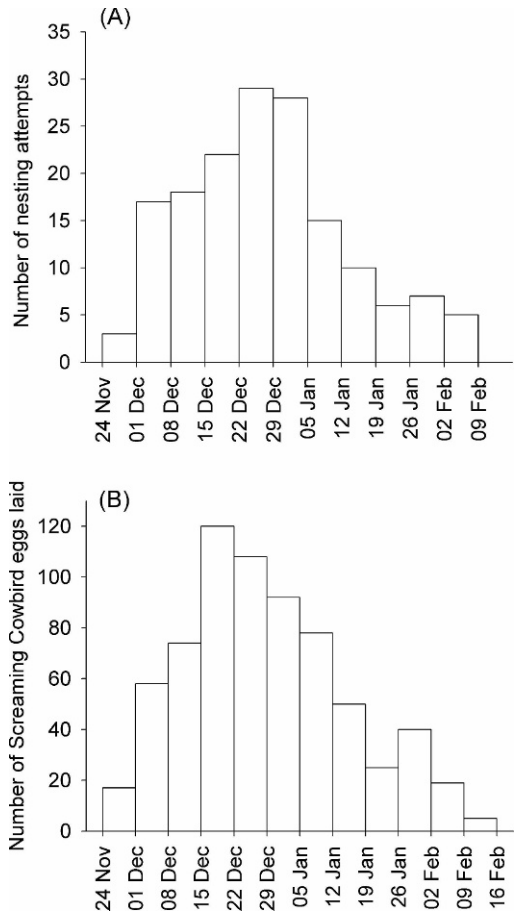 (A)
Number of nesting attempts
35
30
25
20
15
10
5
0
24 Nov
01 Dec
08 Dec
15 Dec
22 Dec
29 Dec
05 Jan
12 Jan
19 Jan
26 Jan
02 Feb
09 Feb
(B)
Number of Screaming Cowbird eggs laid
120
100
80
60
40
20
0
24 Nov
01 Dec
08 Dec
15 Dec
22 Dec
29 Dec
05 Jan
12 Jan
19 Jan
26 Jan
02 Feb
09 Feb
16 Feb